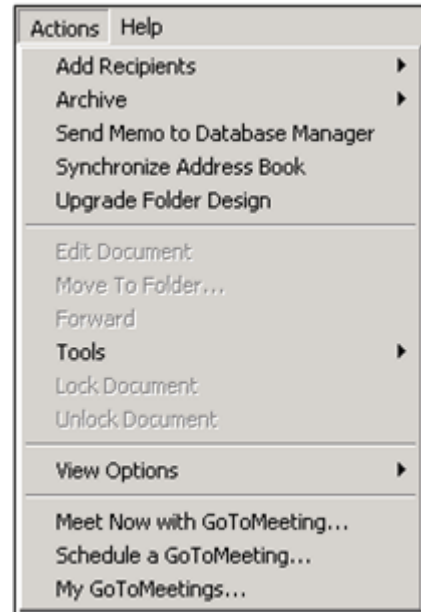 Actions Help
Add Recipients
Archive
Send Memo to Database Manager
Synchronize Address Book
Upgrade Folder Design
Edit Document
Move To Folder...
Forward
Tools
Lock Document
Unlock Document
View Options
Meet Now with GoToMeeting...
Schedule a GoToMeeting...
My GoToMeetings...